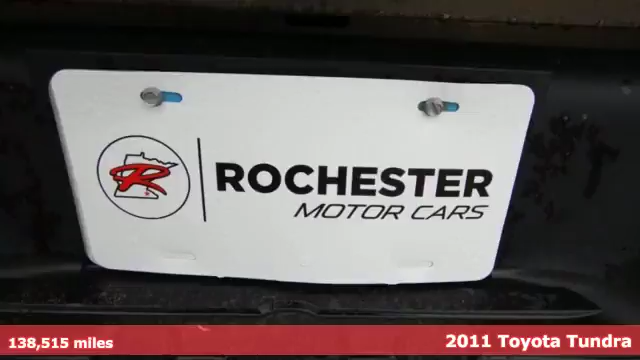 R
ROCHESTER
MOTOR CARS
138,515 miles
2011 Toyota Tundra